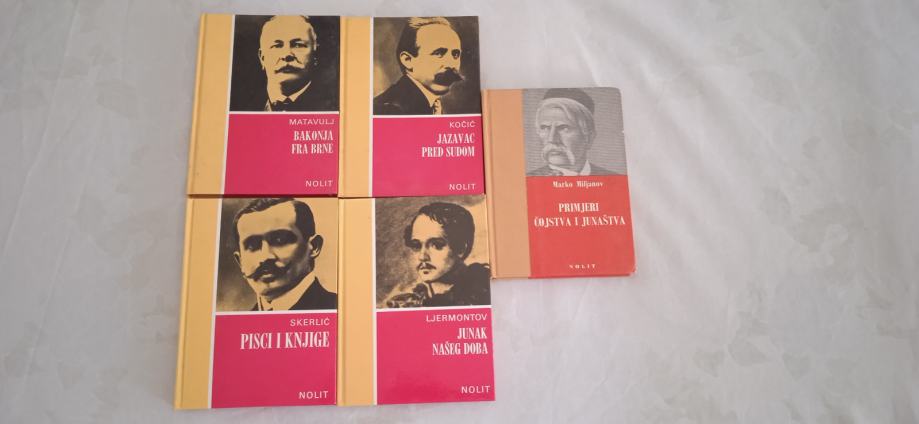 MATAVULJ
BAKONJA
FRA BRNE
NOLIT
KOČIĆ
JAZAVAC
PRED SUDOM
NOLIT
Marko Miljanov
PRIMJERI
ČOJSTVA I JUNAŠTVA
NOLIT
SKERLIĆ
PISCI I KNJIGE
NOLIT
LJERMONTOV
JUNAK
NAŠEG DOBA
NOLIT